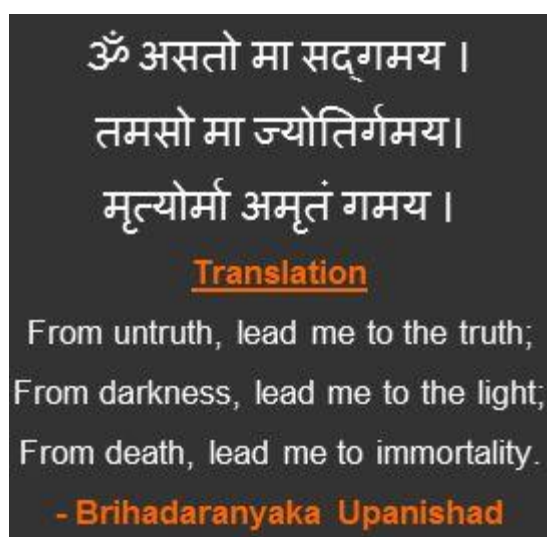 ॐ असतो मा सद्‌गमय ।
तमसो मा ज्योतिर्गमय।
मृत्योर्मा अमृतं गमय ।
Translation
From untruth, lead me to the truth;
From darkness, lead me to the light;
From death, lead me to immortality.
- Brihadaranyaka Upanishad